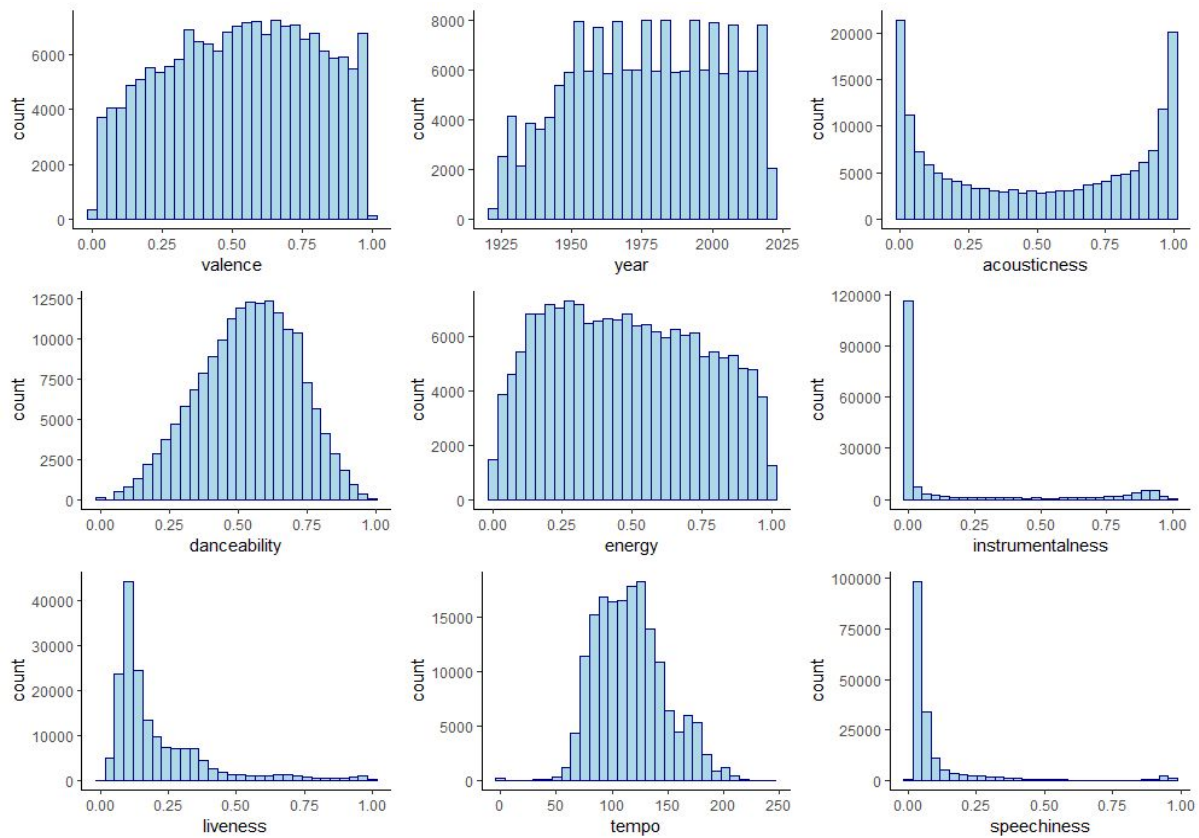 count
6000
4000
2000
0
0.00 0.25 0.50 0.75 1.00
valence
count
8000
6000
4000
2000
0
1925 1950 1975 2000 2025
year
count
20000
15000
10000
5000
0
0.00 0.25 0.50 0.75 1.00
acousticness
count
12500
10000
7500
5000
2500
0
0.00 0.25 0.50 0.75 1.00
danceability
count
6000
4000
2000
0
0.00 0.25 0.50 0.75 1.00
energy
count
120000
90000
60000
30000
0
0.00 0.25 0.50 0.75 1.00
instrumentalness
count
40000
30000
20000
10000
0
0.00 0.25 0.50 0.75 1.00
liveness
count
15000
10000
5000
0
0 50 100 150 200 250
tempo
count
100000
75000
50000
25000
0
0.00 0.25 0.50 0.75 1.00
speechiness